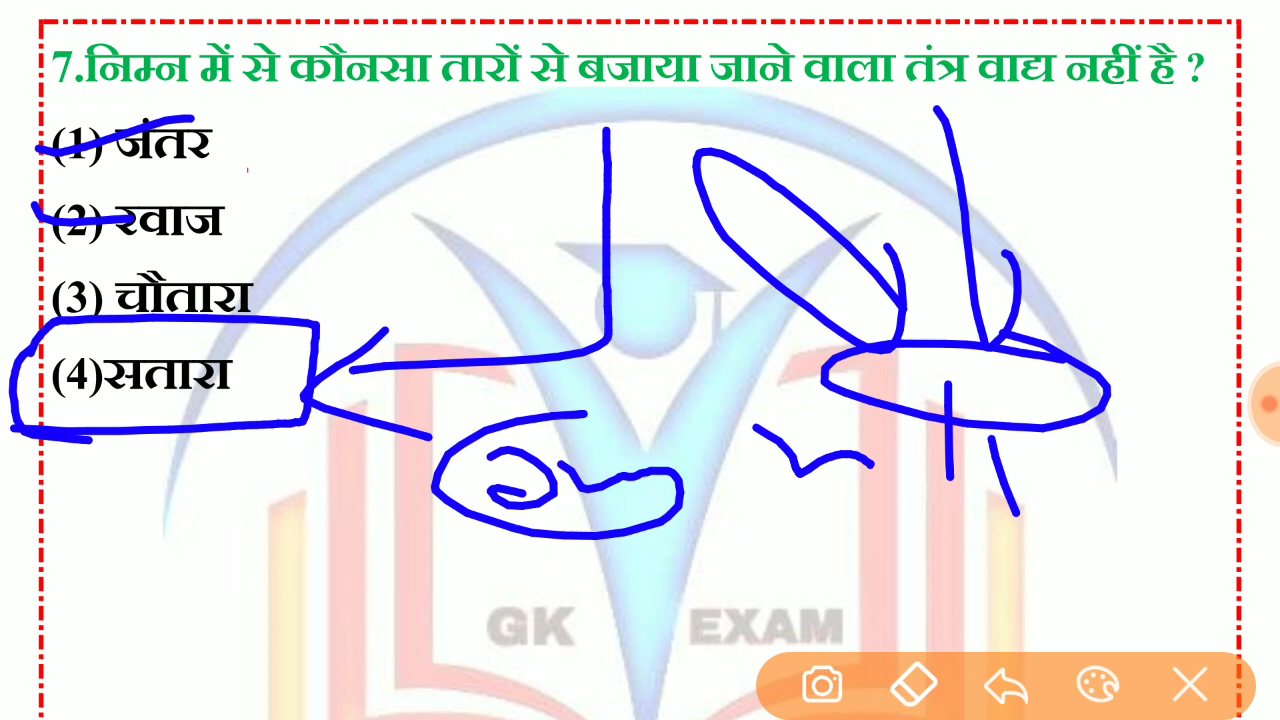 7.निम्न में से कौनसा तारों से बजाया जाने वाला तंत्र वाद्य नहीं है ?
(1) जंतर
(2) रवाज
(3) चौतारा
(4)सतारा
GK EXAM